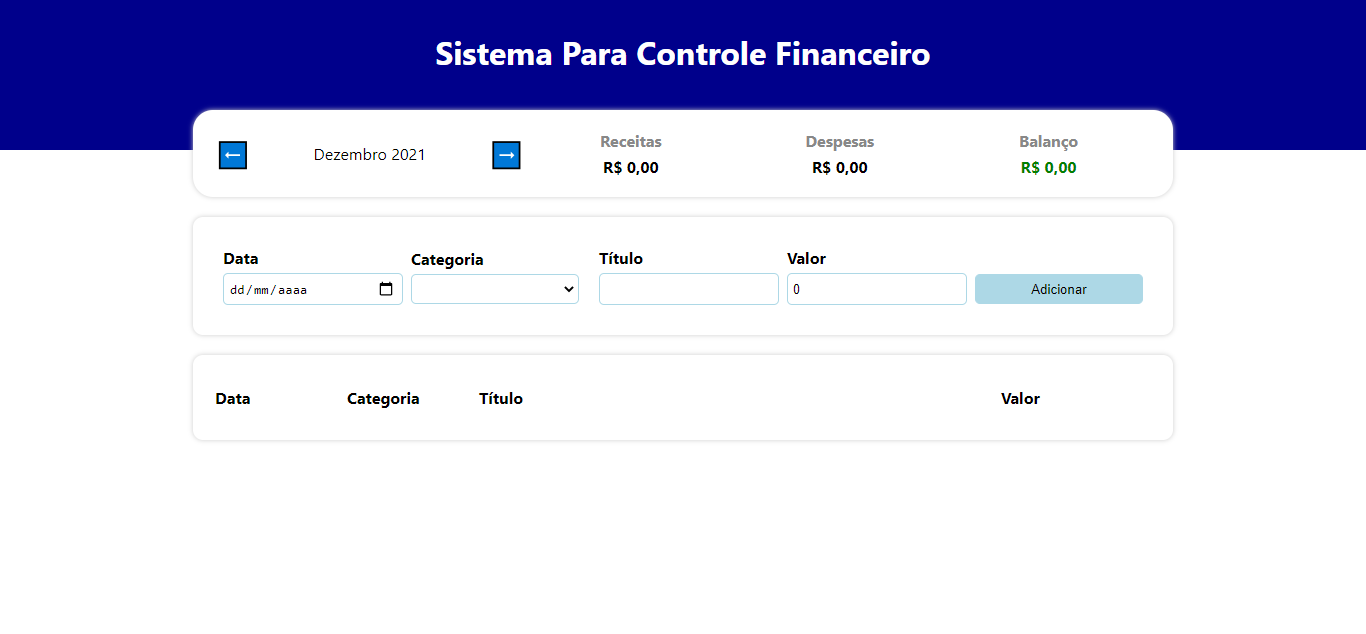 Sistema Para Controle Financeiro
← Dezembro 2021 →
Receitas Despesas Balanço
R$ 0,00 R$ 0,00 R$ 0,00
Data Categoria Título Valor
dd/mm/aaaa 0 Adicionar
Data Categoria Título Valor